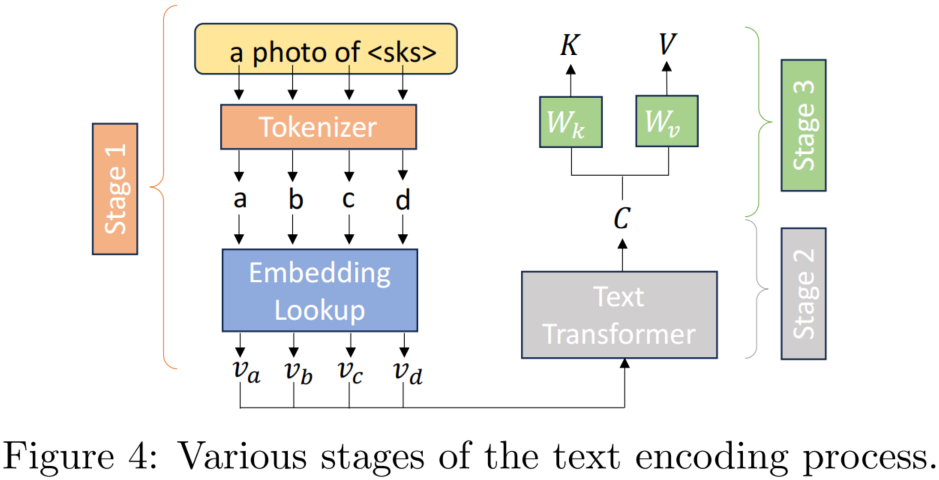 a photo of <sks>
Tokenizer
a b c d
Embedding
Lookup
v_a v_b v_c v_d
Stage 1
K V
W_k W_v
C
Text
Transformer
Stage 3
Stage 2
Figure 4: Various stages of the text encoding process.